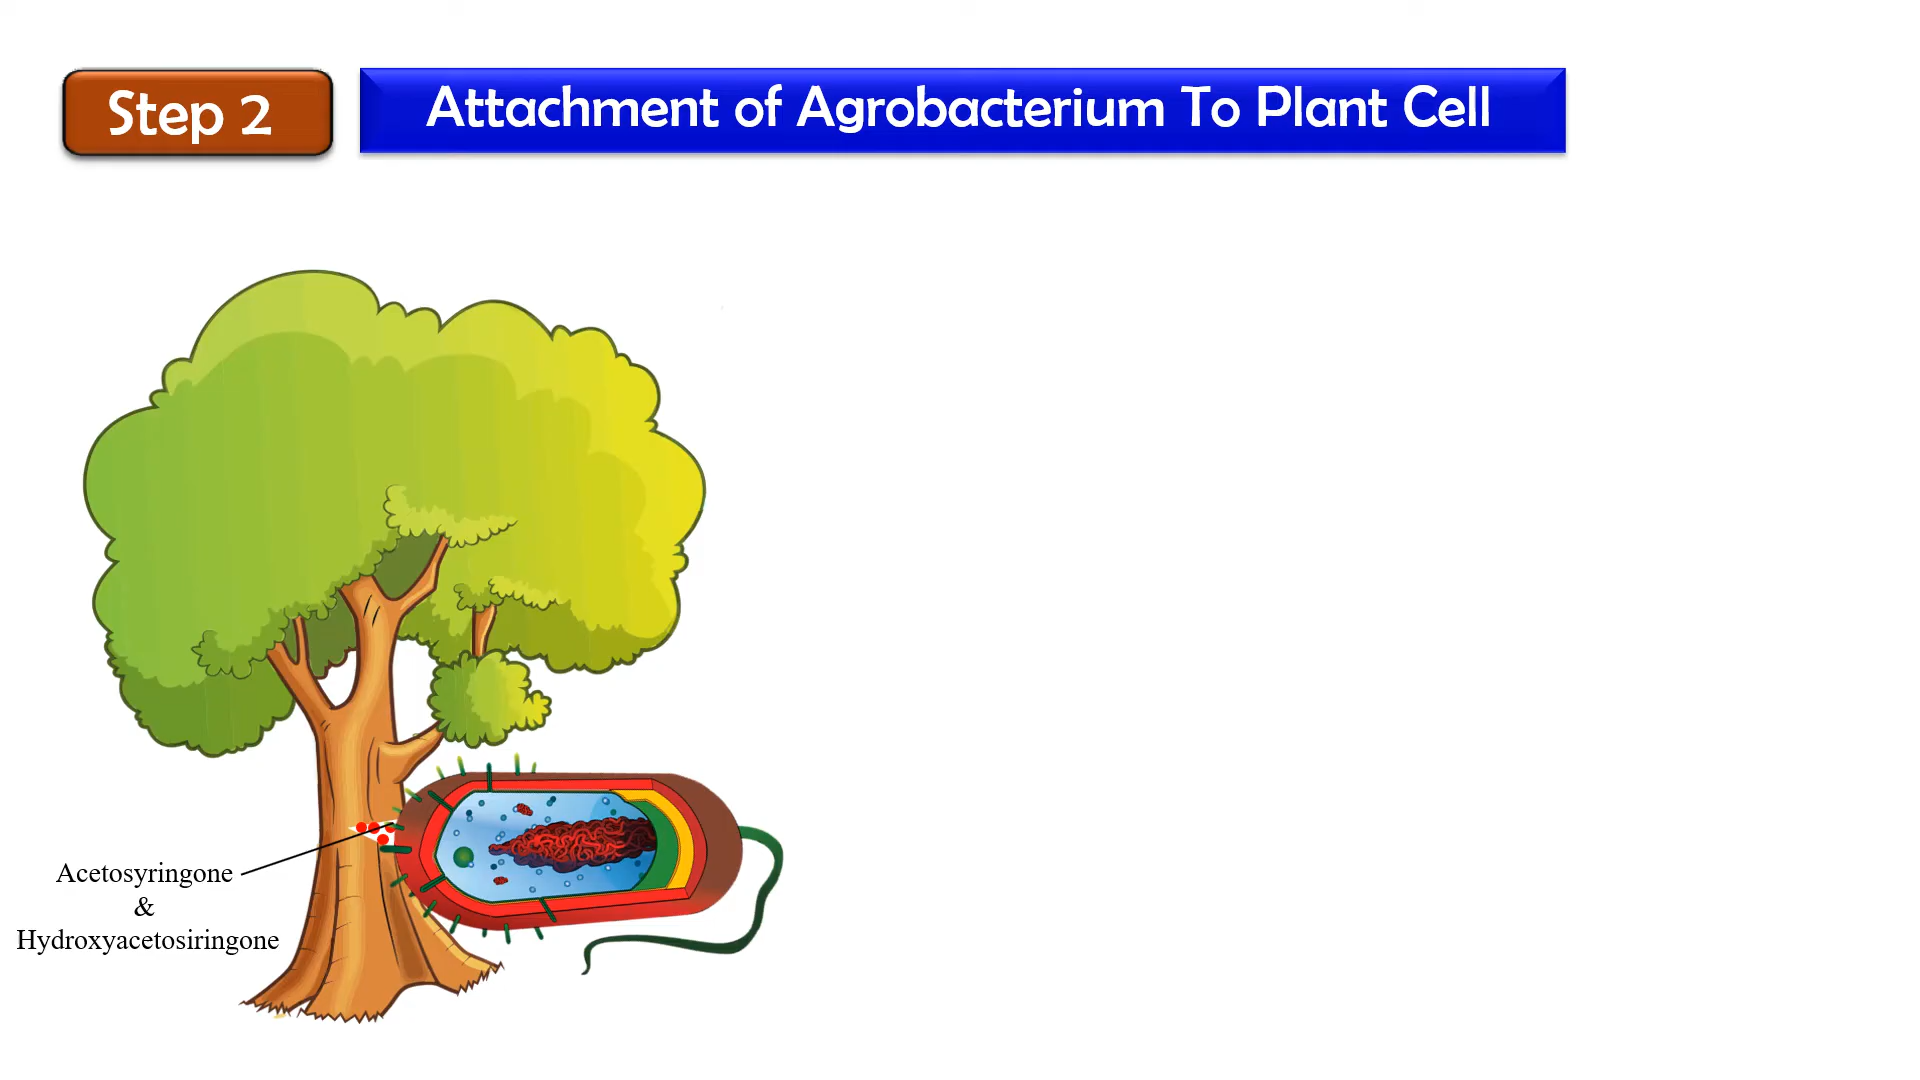 Step 2
Attachment of Agrobacterium To Plant Cell
Acetosyringone
&
Hydroxyacetosiringone